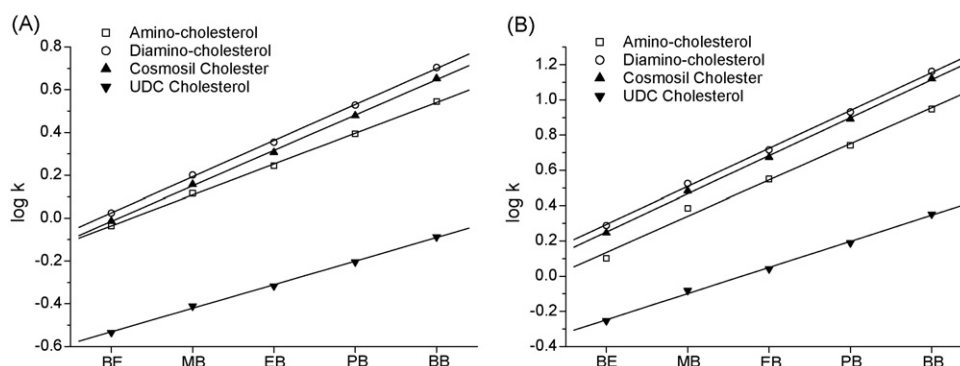 (A)
Amino-cholesterol
Diamino-cholesterol
Cosmosil Cholester
UDC Cholesterol
0.8
0.6
0.4
0.2
0.0
-0.2
-0.4
-0.6
log k
BE MB EB PB BB
(B)
Amino-cholesterol
Diamino-cholesterol
Cosmosil Cholester
UDC Cholesterol
1.2
1.0
0.8
0.6
0.4
0.2
0.0
-0.2
-0.4
log k
BE MB EB PB BB